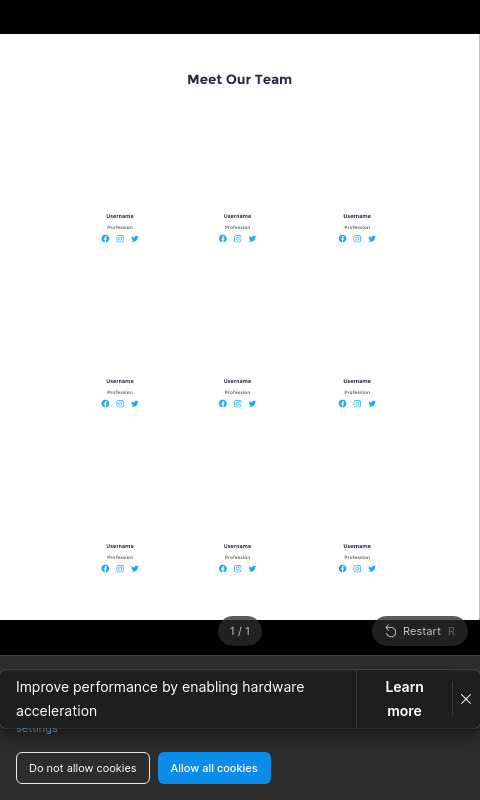 Meet Our Team
Username Username Username
Profession Profession Profession
Username Username Username
Profession Profession Profession
Username Username Username
Profession Profession Profession
1 / 1
Restart R
Improve performance by enabling hardware
acceleration
Learn
more
settings
Do not allow cookies Allow all cookies